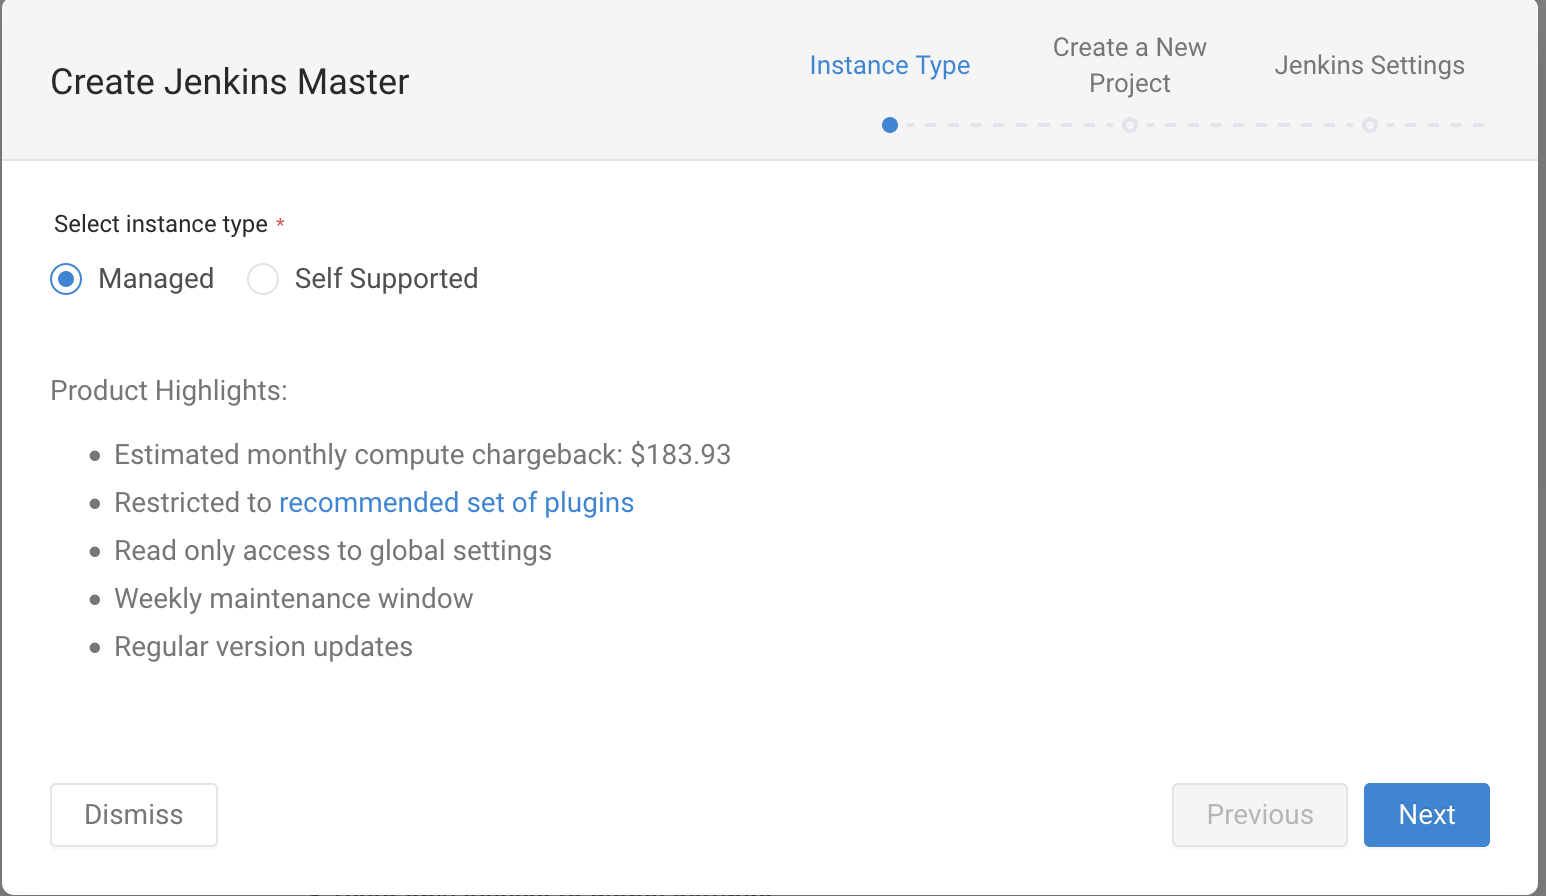 Create Jenkins Master
Instance Type
Create a New
Project
Jenkins Settings
Select instance type *
Managed
Self Supported
Product Highlights:
• Estimated monthly compute chargeback: $183.93
• Restricted to recommended set of plugins
• Read only access to global settings
• Weekly maintenance window
• Regular version updates
Dismiss
Previous
Next